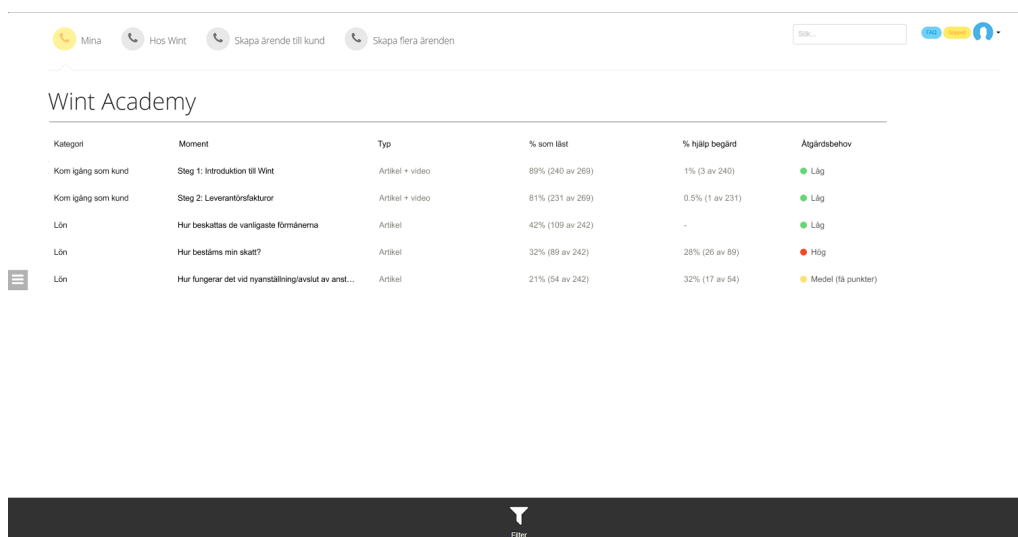 Mina Hos Wint Skapa ärende till kund Skapa flera ärenden Sök... FAQ Support
Wint Academy
Kategori Moment Typ % som läst % hjälp begärd Åtgärdsbehov
Kom igång som kund Steg 1: Introduktion till Wint Artikel + video 89% (240 av 269) 1% (3 av 240) Låg
Kom igång som kund Steg 2: Leverantörsfakturor Artikel + video 81% (231 av 269) 0.5% (1 av 231) Låg
Lön Hur beskattas de vanligaste förmånerna Artikel 42% (109 av 242) - Låg
Lön Hur bestäms min skatt? Artikel 32% (89 av 242) 28% (26 av 89) Hög
Lön Hur fungerar det vid nyanställning/avslut av anst... Artikel 21% (54 av 242) 32% (17 av 54) Medel (få punkter)
Filter